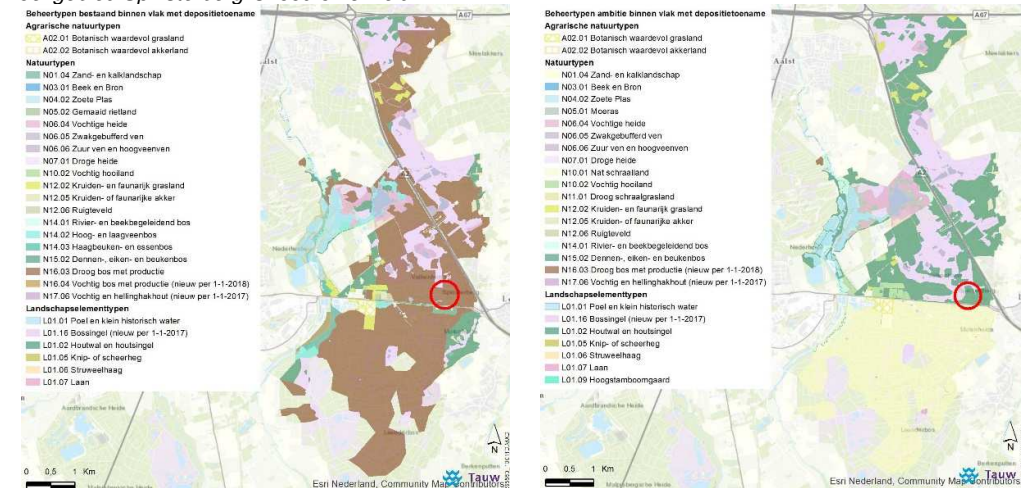 Beheertypen bestaand binnen vlak met depositietoename
Agrarische natuurtypen
A02.01 Botanisch waardevol grasland
A02.02 Botanisch waardevol akkerland
Natuurtypen
N01.04 Zand- en kalklandschap
N03.01 Beek en Bron
N04.02 Zoete Plas
N05.02 Gemaaid rietland
N06.04 Vochtige heide
N06.05 Zwakgebufferd ven
N06.06 Zuur ven en hoogveenven
N07.01 Droge heide
N10.02 Vochtig hooiland
N12.02 Kruiden- en faunarijk grasland
N12.05 Kruiden- of faunarijke akker
N12.06 Ruigteveld
N14.01 Rivier- en beekbegeleidend bos
N14.02 Hoog- en laagveenbos
N14.03 Haagbeuken- en essenbos
N15.02 Dennen-, eiken- en beukenbos
N16.03 Droog bos met productie
N16.04 Vochtig bos met productie (nieuw per 1-1-2018)
N17.06 Vochtig en hellinghakhout (nieuw per 1-1-2017)
Landschapselementtypen
L01.01 Poel en klein historisch water
L01.16 Bossingel (nieuw per 1-1-2017)
L01.02 Houtwal en houtsingel
L01.05 Knip- of scheerheg
L01.06 Struweelhaag
L01.07 Laan
A67
Aalst
N
0 0,5 1 Km
Tauw
Esri Nederland, Community Map Contributors
Beheertypen ambitie binnen vlak met depositietoename
Agrarische natuurtypen
A02.01 Botanisch waardevol grasland
A02.02 Botanisch waardevol akkerland
Natuurtypen
N01.04 Zand- en kalklandschap
N03.01 Beek en Bron
N04.02 Zoete Plas
N05.01 Moeras
N06.04 Vochtige heide
N06.05 Zwakgebufferd ven
N06.06 Zuur ven en hoogveenven
N07.01 Droge heide
N10.01 Nat schraalland
N10.02 Vochtig hooiland
N11.01 Droog schraalgrasland
N12.02 Kruiden- en faunarijk grasland
N12.05 Kruiden- of faunarijke akker
N12.06 Ruigteveld
N14.01 Rivier- en beekbegeleidend bos
N15.02 Dennen-, eiken- en beukenbos
N16.03 Droog bos met productie (nieuw per 1-1-2018)
N17.06 Vochtig en hellinghakhout (nieuw per 1-1-2017)
Landschapselementtypen
L01.01 Poel en klein historisch water
L01.16 Bossingel (nieuw per 1-1-2017)
L01.02 Houtwal en houtsingel
L01.05 Knip- of scheerheg
L01.06 Struweelhaag
L01.07 Laan
L01.09 Hoogstamboomgaard
A67
Aalst
N
0 0,5 1 Km
Tauw
Esri Nederland, Community Map Contributors